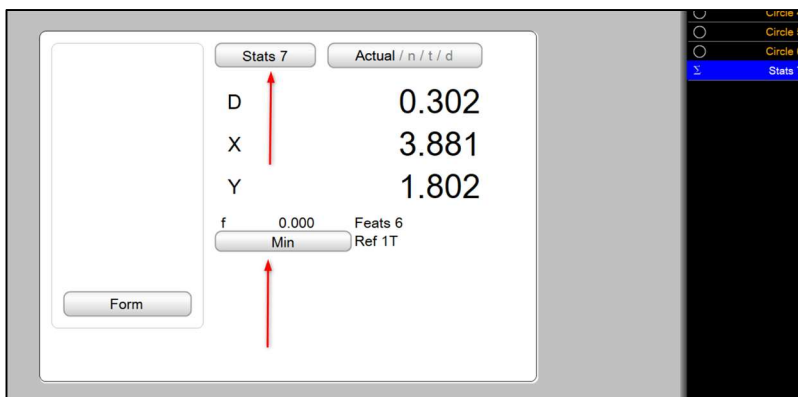 Stats 7 Actual / n / t / d
D 0.302
X 3.881
Y 1.802
f 0.000 Feats 6
Min Ref 1T
Form
Circle
Circle
Circle
Σ Stats